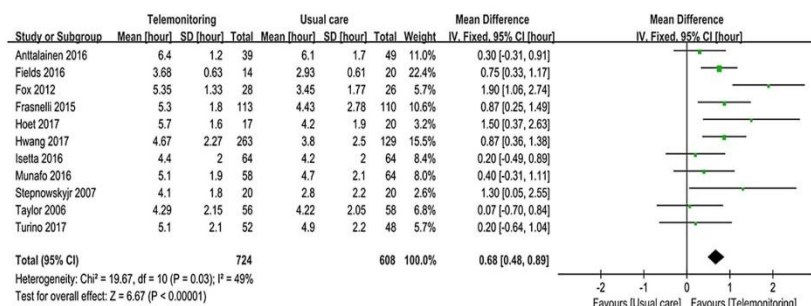 Telemonitoring Usual care Mean Difference Mean Difference
Study or Subgroup Mean [hour] SD [hour] Total Mean [hour] SD [hour] Total Weight IV. Fixed. 95% CI [hour] IV. Fixed. 95% CI [hour]
Anttalainen 2016 6.4 1.2 39 6.1 1.7 49 11.0% 0.30 [-0.31, 0.91]
Fields 2016 3.68 0.63 14 2.93 0.61 20 22.4% 0.75 [0.33, 1.17]
Fox 2012 5.35 1.33 28 3.45 1.77 26 6.0% 1.90 [1.06, 2.74]
Frasnelli 2015 5.3 1.8 113 4.43 2.78 110 10.7% 0.87 [0.25, 1.49]
Hoet 2017 5.7 1.6 17 4.2 1.9 20 3.3% 1.50 [0.37, 2.63]
Hwang 2017 4.67 2.27 263 3.8 2.5 129 15.5% 0.87 [0.36, 1.38]
Isetta 2016 4.4 2 64 4.2 2 64 8.7% 0.20 [-0.49, 0.89]
Munafo 2016 5.1 1.9 58 4.7 2.1 64 8.3% 0.40 [-0.31, 1.11]
Stepnowskyjr 2007 4.1 1.8 20 2.8 2.2 20 2.7% 1.30 [0.05, 2.55]
Taylor 2006 4.29 2.15 56 4.22 2.05 58 7.1% 0.07 [-0.70, 0.84]
Turino 2017 5.1 2.1 52 4.9 2.2 48 5.9% 0.20 [-0.64, 1.04]
Total (95% CI) 724 608 100.0% 0.68 [0.48, 0.89]
Heterogeneity: Chi² = 19.67, df = 10 (P = 0.03); I² = 49%
Test for overall effect: Z = 6.67 (P < 0.00001)
-2 -1 0 1 2
Favours [Usual care] Favours [Telemonitoring]